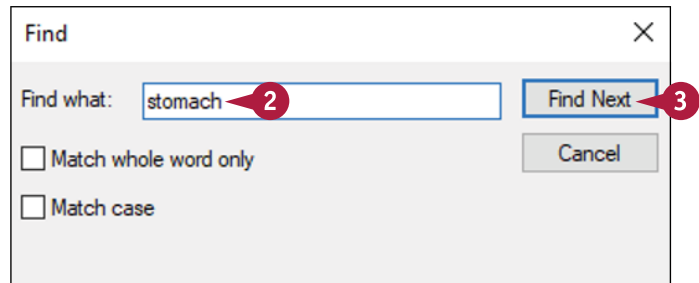 Find
Find what: stomach 2 Find Next 3
Match whole word only Cancel
Match case